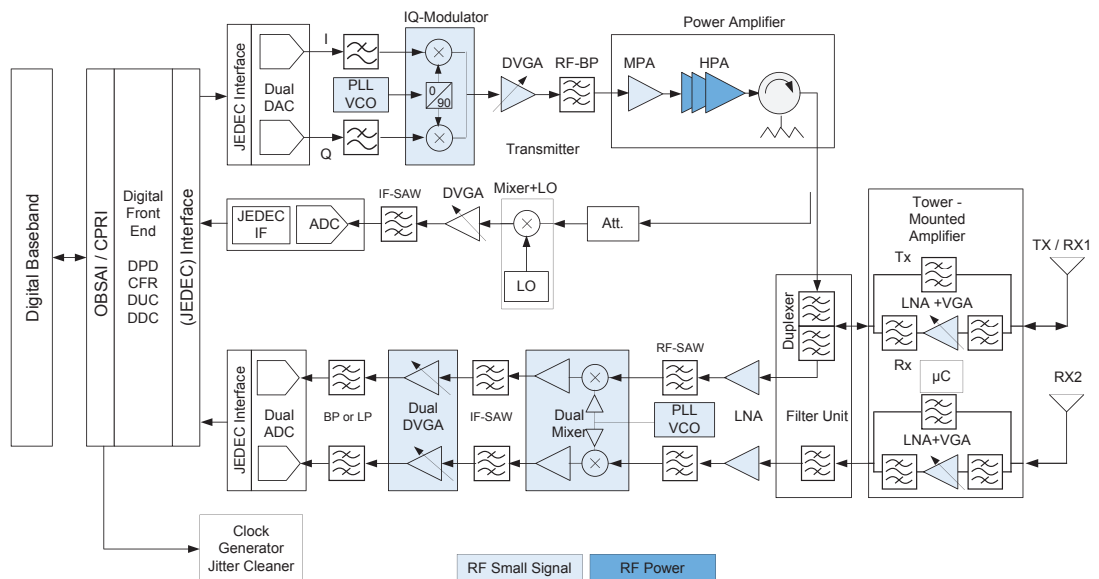 IQ-Modulator
Power Amplifier
JEDEC Interface
Dual
DAC
I
Q
PLL
VCO
0
90
DVGA
RF-BP
MPA
HPA
Transmitter
Digital Baseband
OBSAI / CPRI
Digital
Front
End
DPD
CFR
DUC
DDC
(JEDEC) Interface
JEDEC
IF
ADC
IF-SAW
DVGA
Mixer+LO
LO
Att.
Tower -
Mounted
Amplifier
Tx
LNA +VGA
Rx
µC
LNA+VGA
TX / RX1
RX2
Duplexer
Filter Unit
JEDEC Interface
Dual
ADC
BP or LP
Dual
DVGA
IF-SAW
Dual
Mixer
RF-SAW
PLL
VCO
LNA
Clock
Generator
Jitter Cleaner
RF Small Signal
RF Power